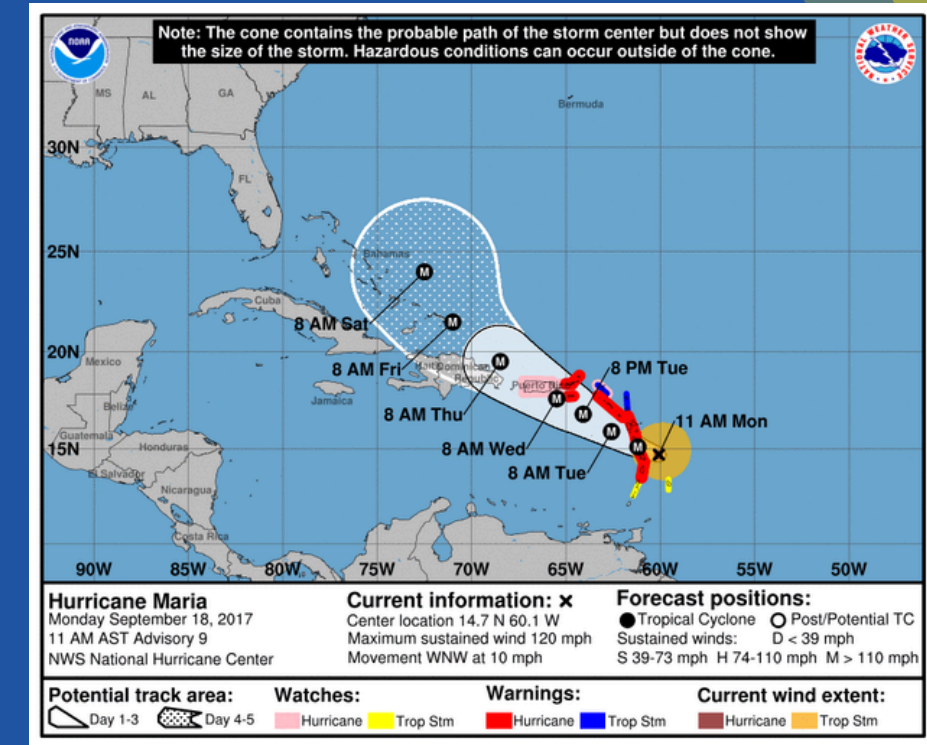 Note: The cone contains the probable path of the storm center but does not show
the size of the storm. Hazardous conditions can occur outside of the cone.
NOAA
NATIONAL WEATHER SERVICE
MS
AL
GA
Bermuda
30N
FL
25N
Bahamas
M
Cuba
8 AM Sat
M
20N
M
8 PM Tue
Mexico
8 AM Fri
Haiti
Dominican
Republic
Puerto
Jamaica
8 AM Thu
M
M
11 AM Mon
Belize
8 AM Wed
M
M
Guatemala
15N
Honduras
8 AM Tue
El Salvador
Nicaragua
Costa Rica
90W 85W 80W 75W 70W 65W 60W 55W 50W
Hurricane Maria
Monday September 18, 2017
11 AM AST Advisory 9
NWS National Hurricane Center
Current information: x
Center location 14.7 N 60.1 W
Maximum sustained wind 120 mph
Movement WNW at 10 mph
Forecast positions:
Tropical Cyclone Post/Potential TC
Sustained winds: D < 39 mph
S 39-73 mph H 74-110 mph M > 110 mph
Potential track area:
Day 1-3 Day 4-5
Watches:
Hurricane Trop Stm
Warnings:
Hurricane Trop Stm
Current wind extent:
Hurricane Trop Stm